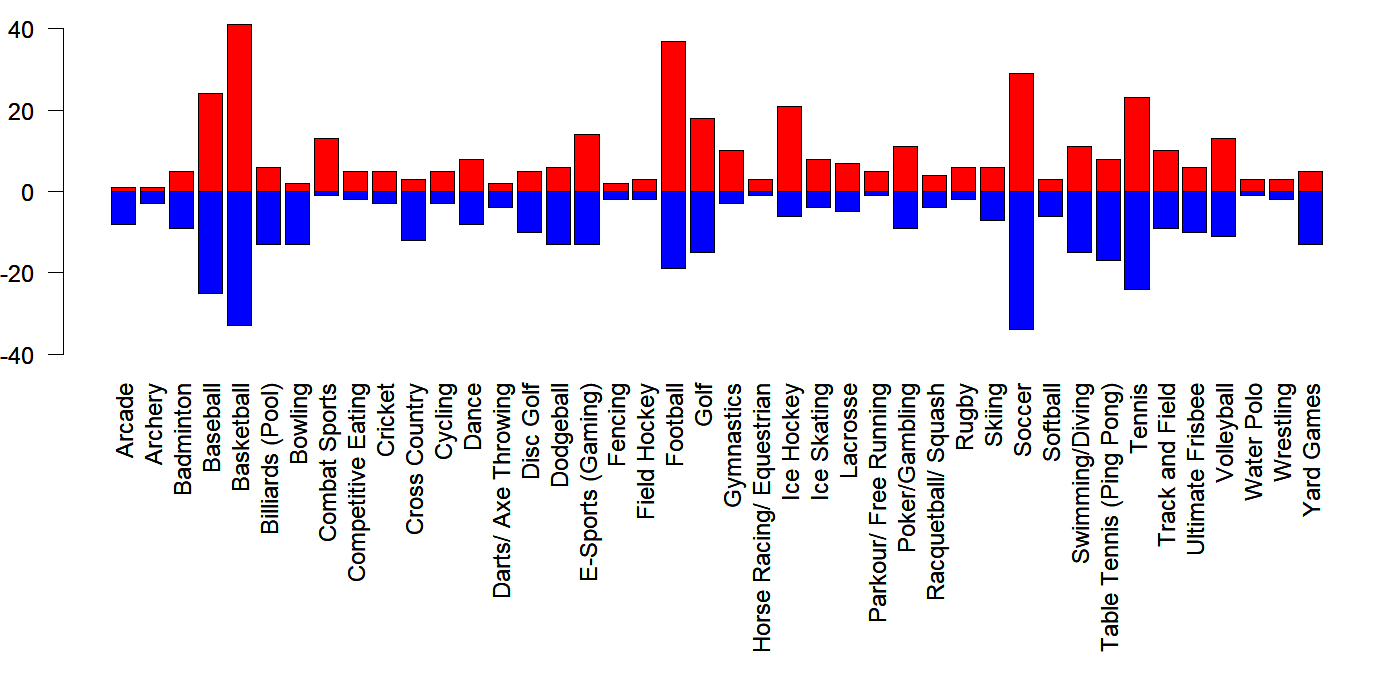 40
20
0
-20
-40
Arcade
Archery
Badminton
Baseball
Basketball
Billiards (Pool)
Bowling
Combat Sports
Competitive Eating
Cricket
Cross Country
Cycling
Dance
Darts/ Axe Throwing
Disc Golf
Dodgeball
E-Sports (Gaming)
Fencing
Field Hockey
Football
Golf
Gymnastics
Horse Racing/ Equestrian
Ice Hockey
Ice Skating
Lacrosse
Parkour/ Free Running
Poker/Gambling
Racquetball/ Squash
Rugby
Skiing
Soccer
Softball
Swimming/Diving
Table Tennis (Ping Pong)
Tennis
Track and Field
Ultimate Frisbee
Volleyball
Water Polo
Wrestling
Yard Games